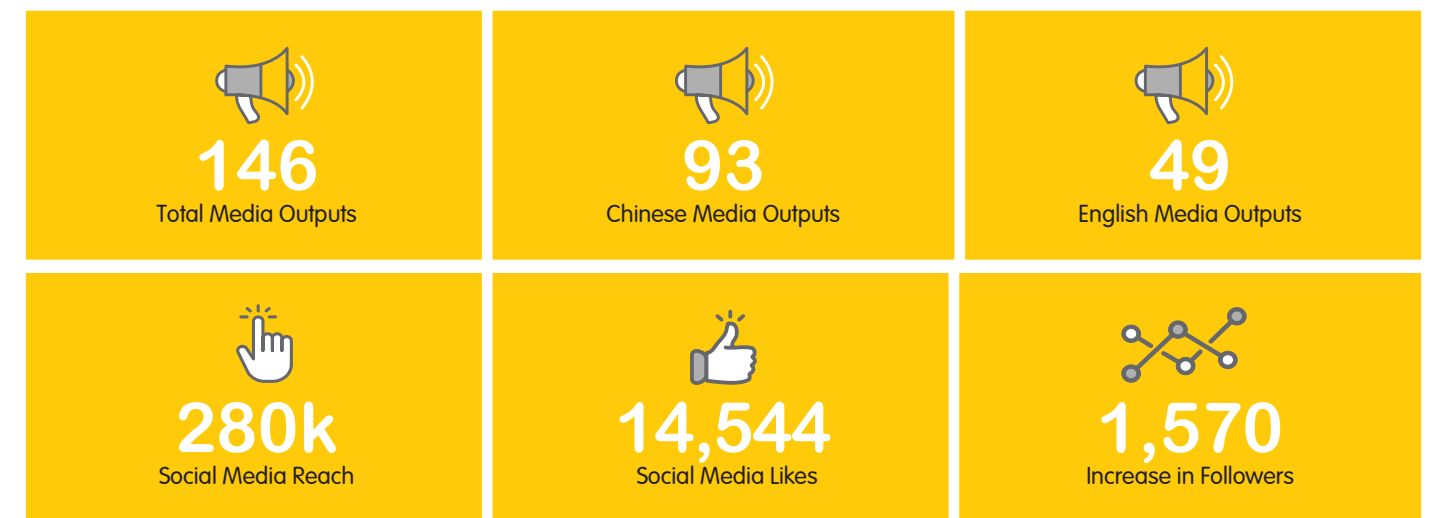 146
Total Media Outputs
93
Chinese Media Outputs
49
English Media Outputs
280k
Social Media Reach
14,544
Social Media Likes
1,570
Increase in Followers